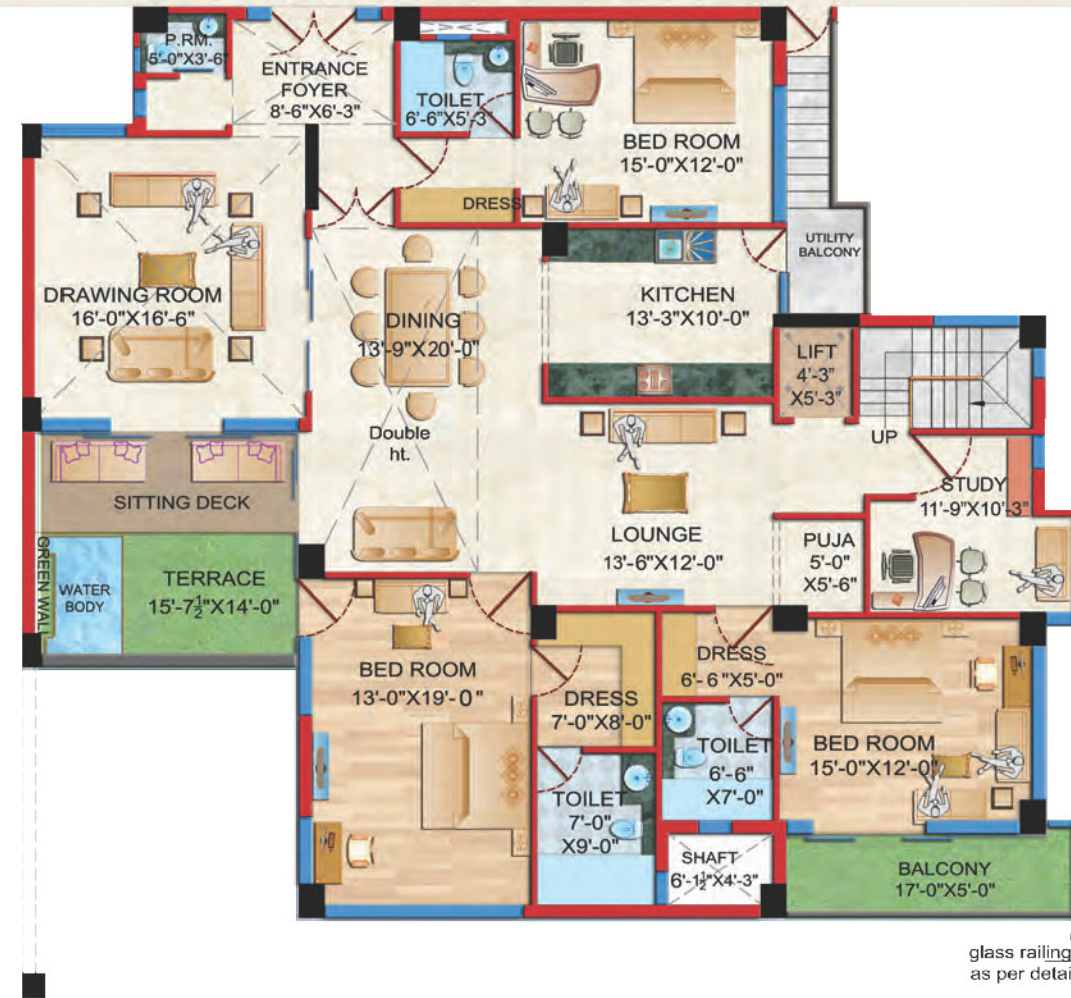 P.RM.
5'-0"X3'-6"
ENTRANCE
FOYER
8'-6"X6'-3"
TOILET
6'-6"X5'-3"
BED ROOM
15'-0"X12'-0"
DRESS
UTILITY
BALCONY
DRAWING ROOM
16'-0"X16'-6"
DINING
13'-9"X20'-0"
KITCHEN
13'-3"X10'-0"
LIFT
4'-3"
X5'-3"
Double
ht.
UP
STUDY
11'-9"X10'-3"
SITTING DECK
LOUNGE
13'-6"X12'-0"
PUJA
5'-0"
X5'-6"
GREEN WALL
WATER
BODY
TERRACE
15'-7½"X14'-0"
BED ROOM
13'-0"X19'-0"
DRESS
7'-0"X8'-0"
DRESS
6'-6"X5'-0"
TOILET
6'-6"
X7'-0"
BED ROOM
15'-0"X12'-0"
TOILET
7'-0"
X9'-0"
SHAFT
6'-1½"X4'-3"
BALCONY
17'-0"X5'-0"
glass railing
as per detai